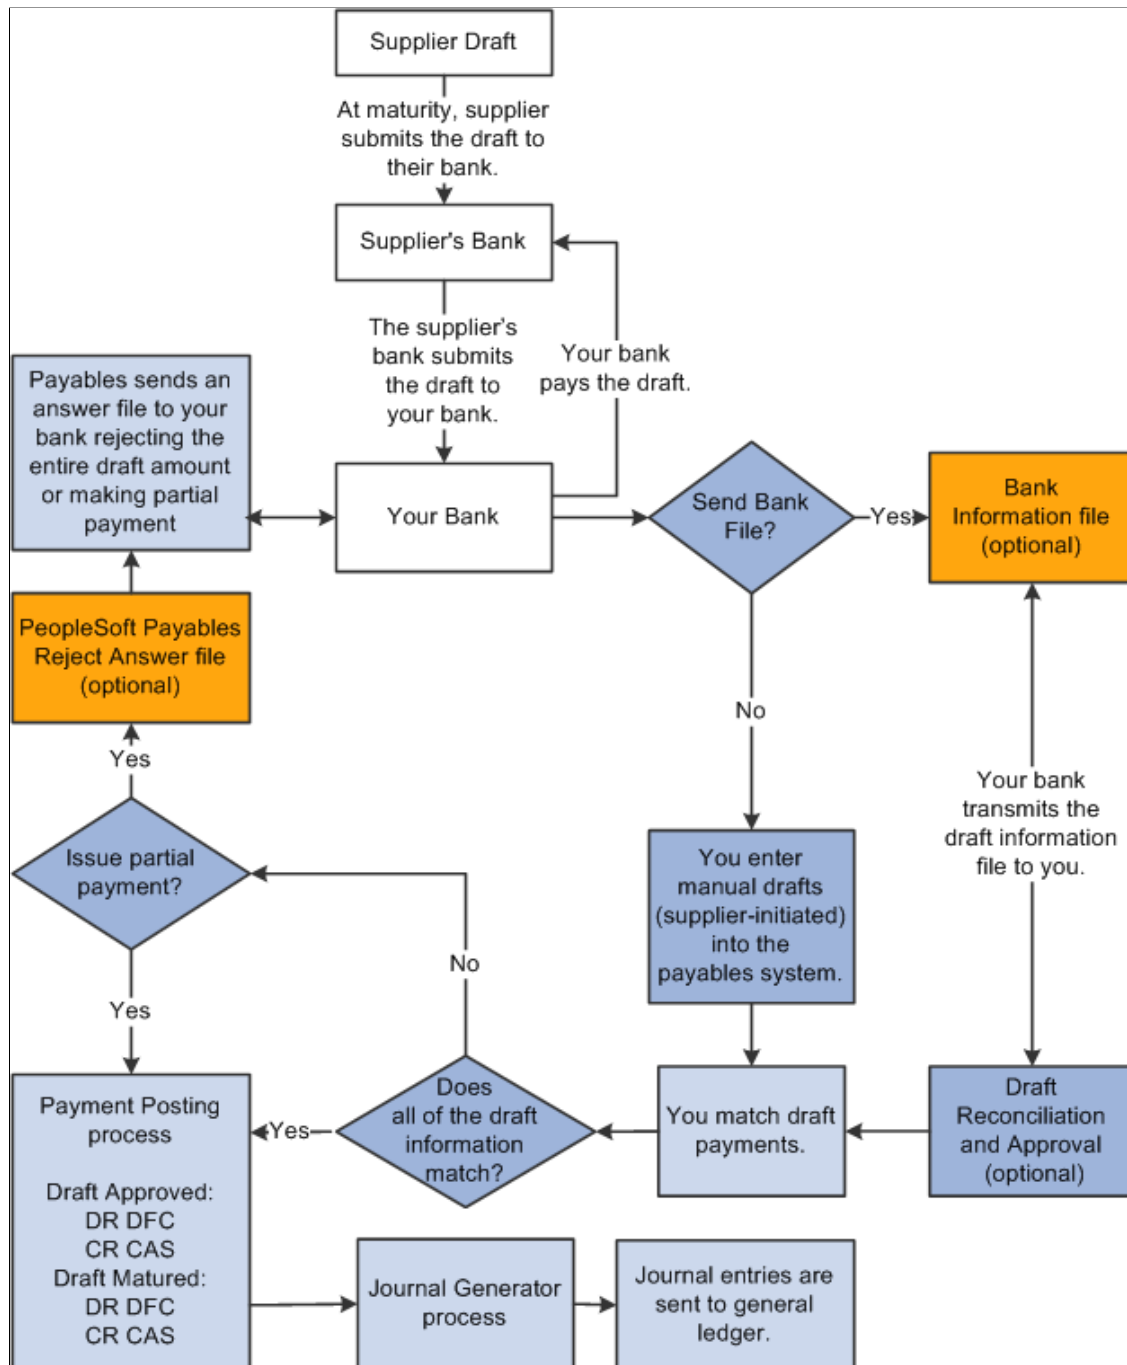 Supplier Draft
At maturity, supplier
submits the draft to
their bank.
Supplier's Bank
The supplier's
bank submits
the draft to
your bank.
Your bank
pays the draft.
Payables sends an
answer file to your
bank rejecting the
entire draft amount
or making partial
payment
Your Bank
Send Bank
File?
Yes
Bank
Information file
(optional)
PeopleSoft Payables
Reject Answer file
(optional)
No
Yes
Your bank
transmits the
draft information
file to you.
Issue partial
payment?
You enter
manual drafts
(supplier-initiated)
into the
payables system.
No
Yes
Payment Posting
process
Draft Approved:
DR DFC
CR CAS
Draft Matured:
DR DFC
CR CAS
Yes
Does
all of the draft
information
match?
You match draft
payments.
Draft
Reconciliation
and Approval
(optional)
Journal Generator
process
Journal entries are
sent to general
ledger.